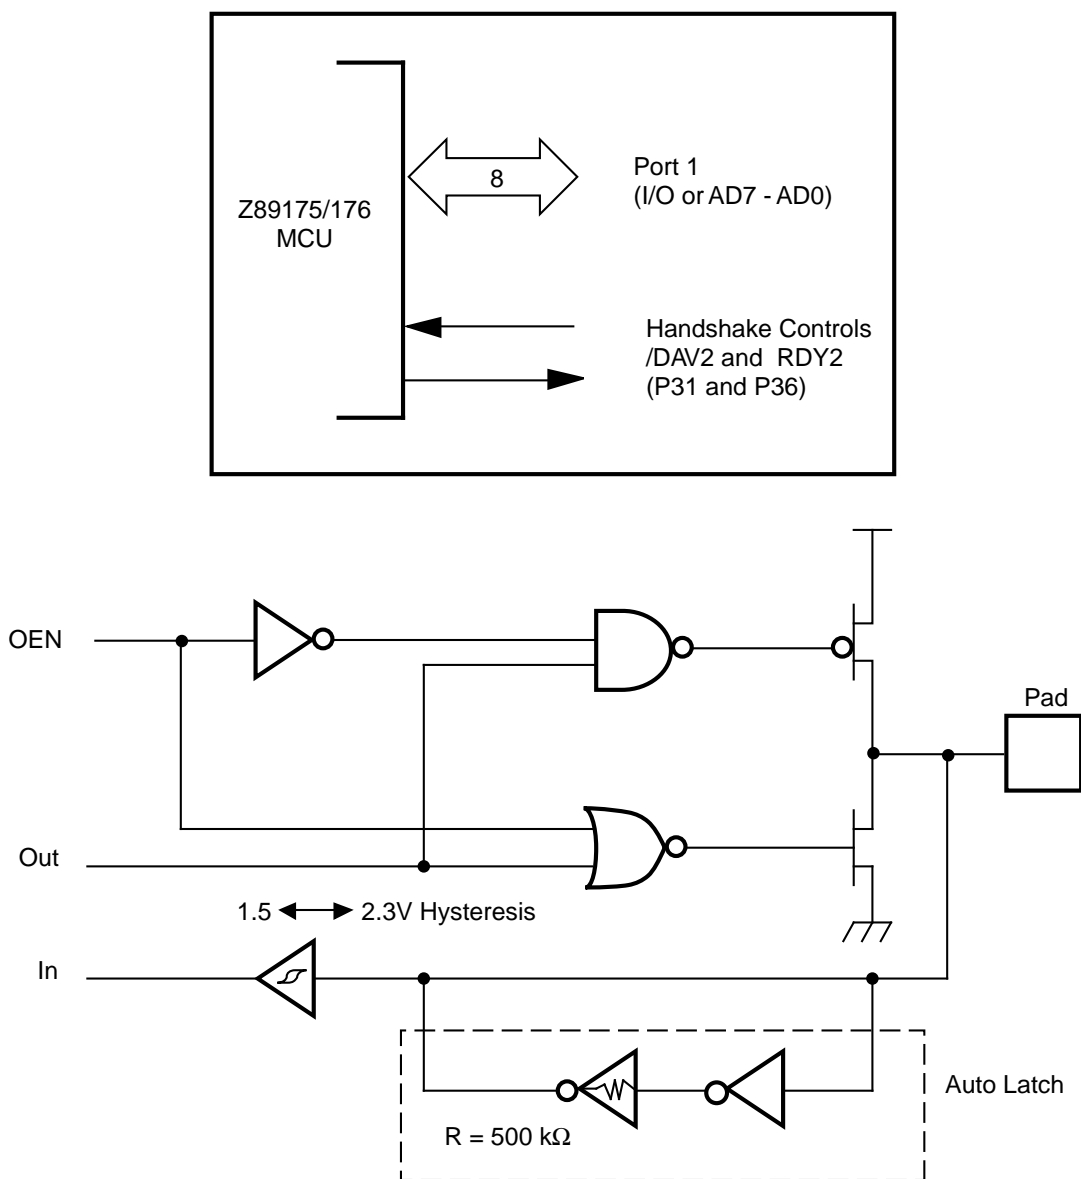 Z89175/176
MCU
8
Port 1
(I/O or AD7 - AD0)
Handshake Controls
/DAV2 and RDY2
(P31 and P36)
OEN
Pad
Out
1.5 2.3V Hysteresis
In
Auto Latch
R = 500 kΩ